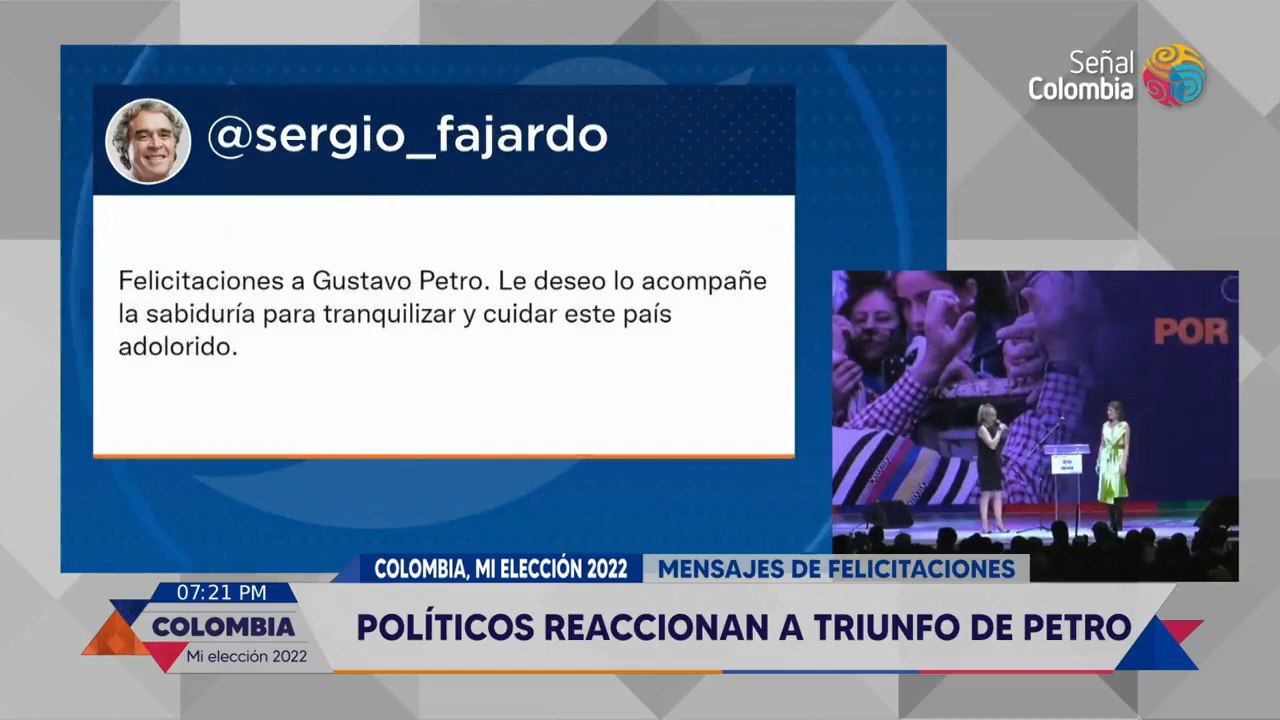 Señal
Colombia
@sergio_fajardo
Felicitaciones a Gustavo Petro. Le deseo lo acompañe
la sabiduría para tranquilizar y cuidar este país
adolorido.
POR
COLOMBIA, MI ELECCIÓN 2022
MENSAJES DE FELICITACIONES
07:21 PM
COLOMBIA
Mi elección 2022
POLÍTICOS REACCIONAN A TRIUNFO DE PETRO